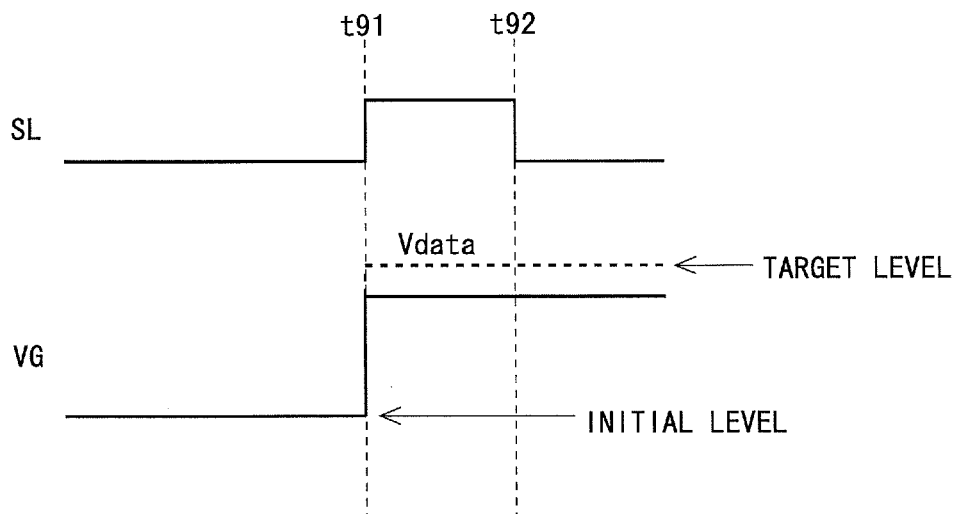 t91 t92
SL
Vdata
TARGET LEVEL
VG
INITIAL LEVEL